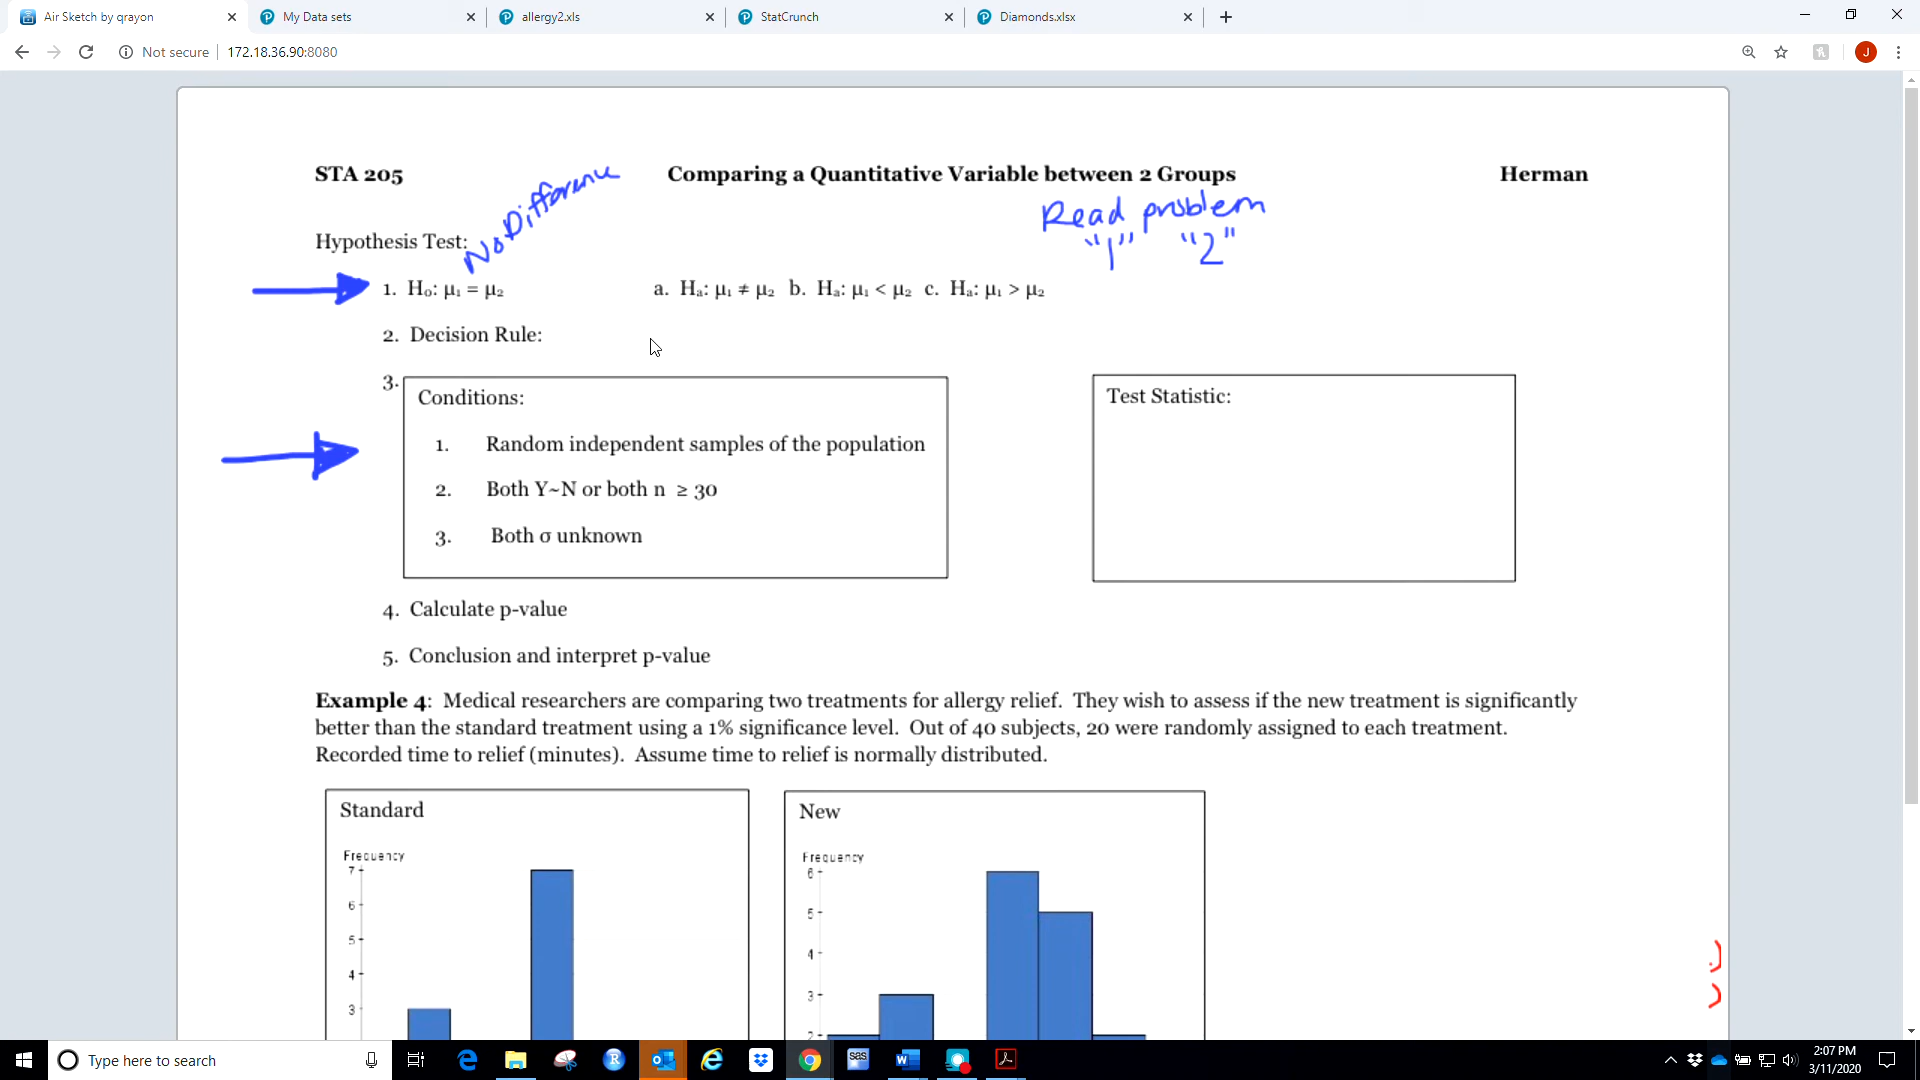 Air Sketch by qrayon
My Data sets
allergy2.xls
StatCrunch
Diamonds.xlsx
Not secure
172.18.36.90:8080
J
STA 205
Comparing a Quantitative Variable between 2 Groups
Herman
No Difference
Read problem
"1" "2"
Hypothesis Test:
1. H₀: μ₁ = μ₂
a. Hₐ: μ₁ ≠ μ₂ b. Hₐ: μ₁ < μ₂ c. Hₐ: μ₁ > μ₂
2. Decision Rule:
3.
Conditions:
1. Random independent samples of the population
2. Both Y~N or both n ≥ 30
3. Both σ unknown
Test Statistic:
4. Calculate p-value
5. Conclusion and interpret p-value
Example 4: Medical researchers are comparing two treatments for allergy relief. They wish to assess if the new treatment is significantly
better than the standard treatment using a 1% significance level. Out of 40 subjects, 20 were randomly assigned to each treatment.
Recorded time to relief (minutes). Assume time to relief is normally distributed.
Standard
Frequency
7
6
5
4
3
New
Frequency
6
5
4
3
2
Type here to search
sas
2:07 PM
3/11/2020